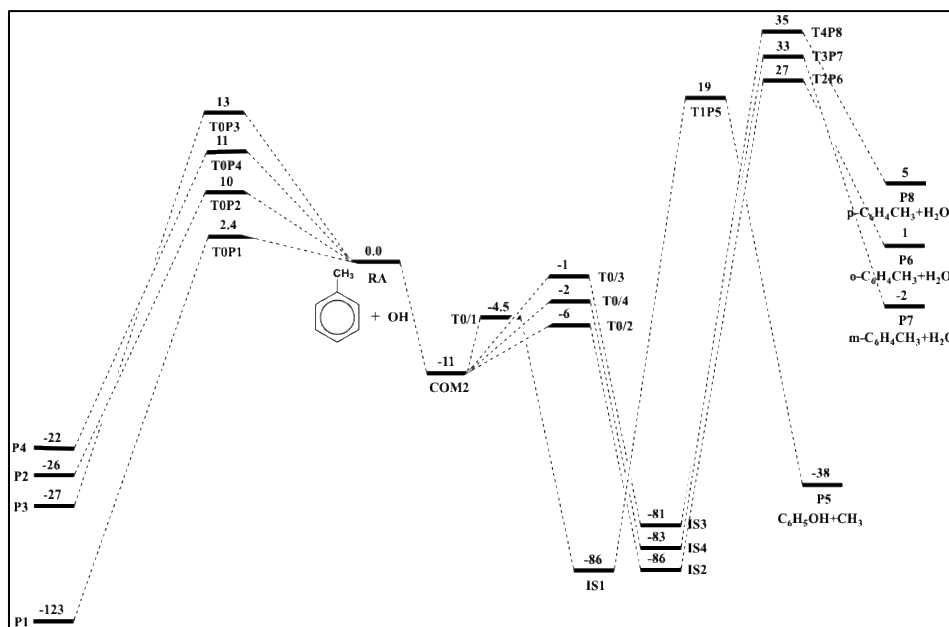 35
T4P8
33
T3P7
27
T2P6
19
T1P5
13
T0P3
11
T0P4
10
T0P2
2.4
T0P1
5
P8
p-C6H4CH3+H2O
1
P6
o-C6H4CH3+H2O
-2
P7
m-C6H4CH3+H2O
0.0
RA
CH3
+ OH
-1
T0/3
-2
T0/4
-6
T0/2
-4.5
T0/1
-11
COM2
P4
-22
P2
-26
P3
-27
-38
P5
C6H5OH+CH3
-81
IS3
-83
IS4
-86
IS2
-86
IS1
P1
-123